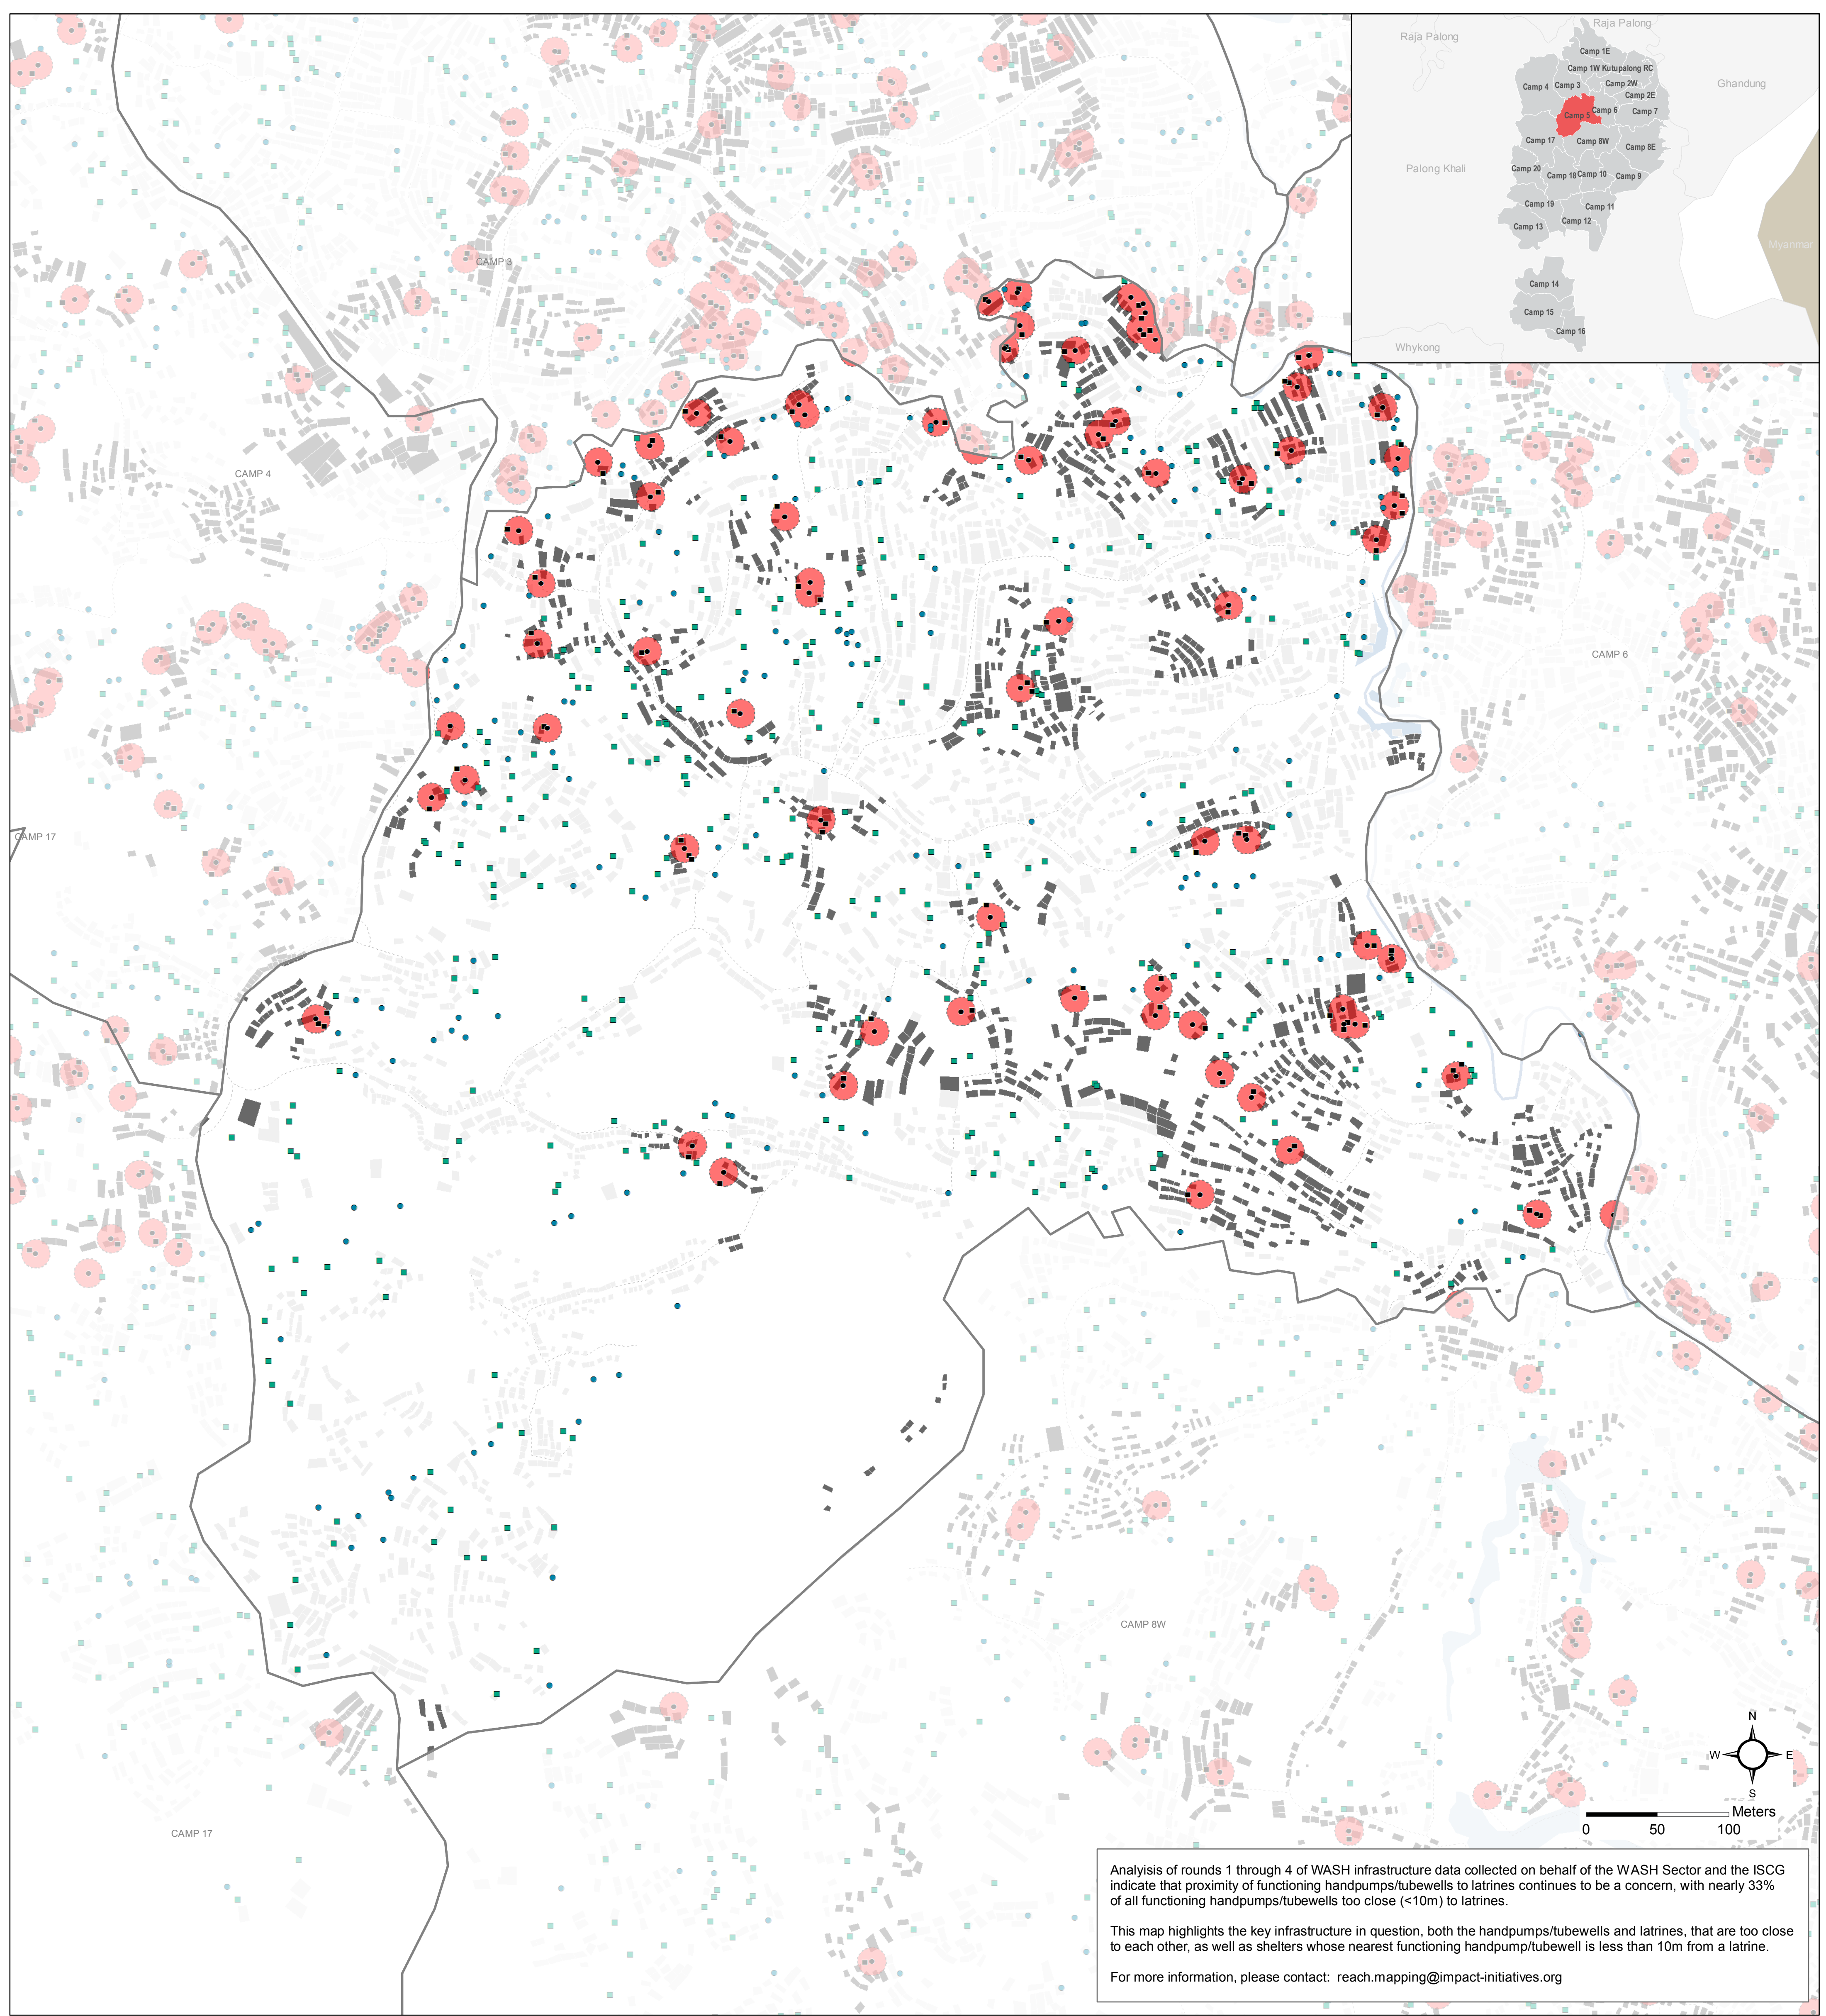 Raja Palong
Raja Palong
Camp 1E
Camp 1W Kutupalong RC
Camp 4
Camp 3
Camp 2W
Ghandung
Camp 2E
Camp 5
Camp 6
Camp 7
Camp 17
Camp 8W
Camp 8E
Palong Khali
Camp 20
Camp 18
Camp 10
Camp 9
Camp 19
Camp 11
Camp 13
Camp 12
Myanmar
Camp 14
Camp 15
Camp 16
Whykong
CAMP 3
CAMP 4
CAMP 6
CAMP 17
CAMP 8W
CAMP 17
N
W
E
S
Meters
0 50 100
Analyisis of rounds 1 through 4 of WASH infrastructure data collected on behalf of the WASH Sector and the ISCG
indicate that proximity of functioning handpumps/tubewells to latrines continues to be a concern, with nearly 33%
of all functioning handpumps/tubewells too close (<10m) to latrines.
This map highlights the key infrastructure in question, both the handpumps/tubewells and latrines, that are too close
to each other, as well as shelters whose nearest functioning handpump/tubewell is less than 10m from a latrine.
For more information, please contact: reach.mapping@impact-initiatives.org